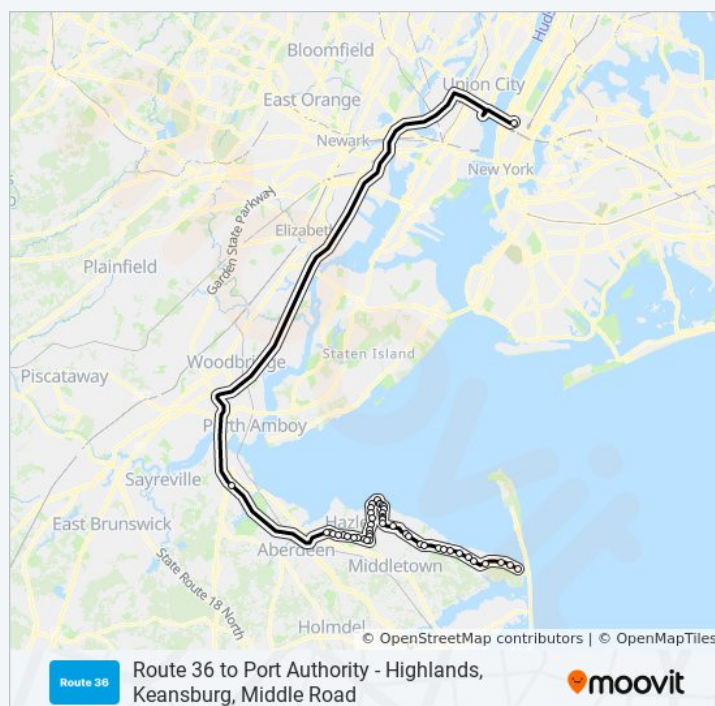 Bloomfield
Huds
Union City
East Orange
Newark
New York
Garden State Parkway
Elizabeth
Plainfield
Staten Island
Woodbridge
Piscataway
Perth Amboy
Sayreville
Hazlet
East Brunswick
Aberdeen
Middletown
State Route 18 North
Holmdel
© OpenStreetMap contributors | © OpenMapTiles
Route 36
Route 36 to Port Authority - Highlands,
Keansburg, Middle Road
moovit